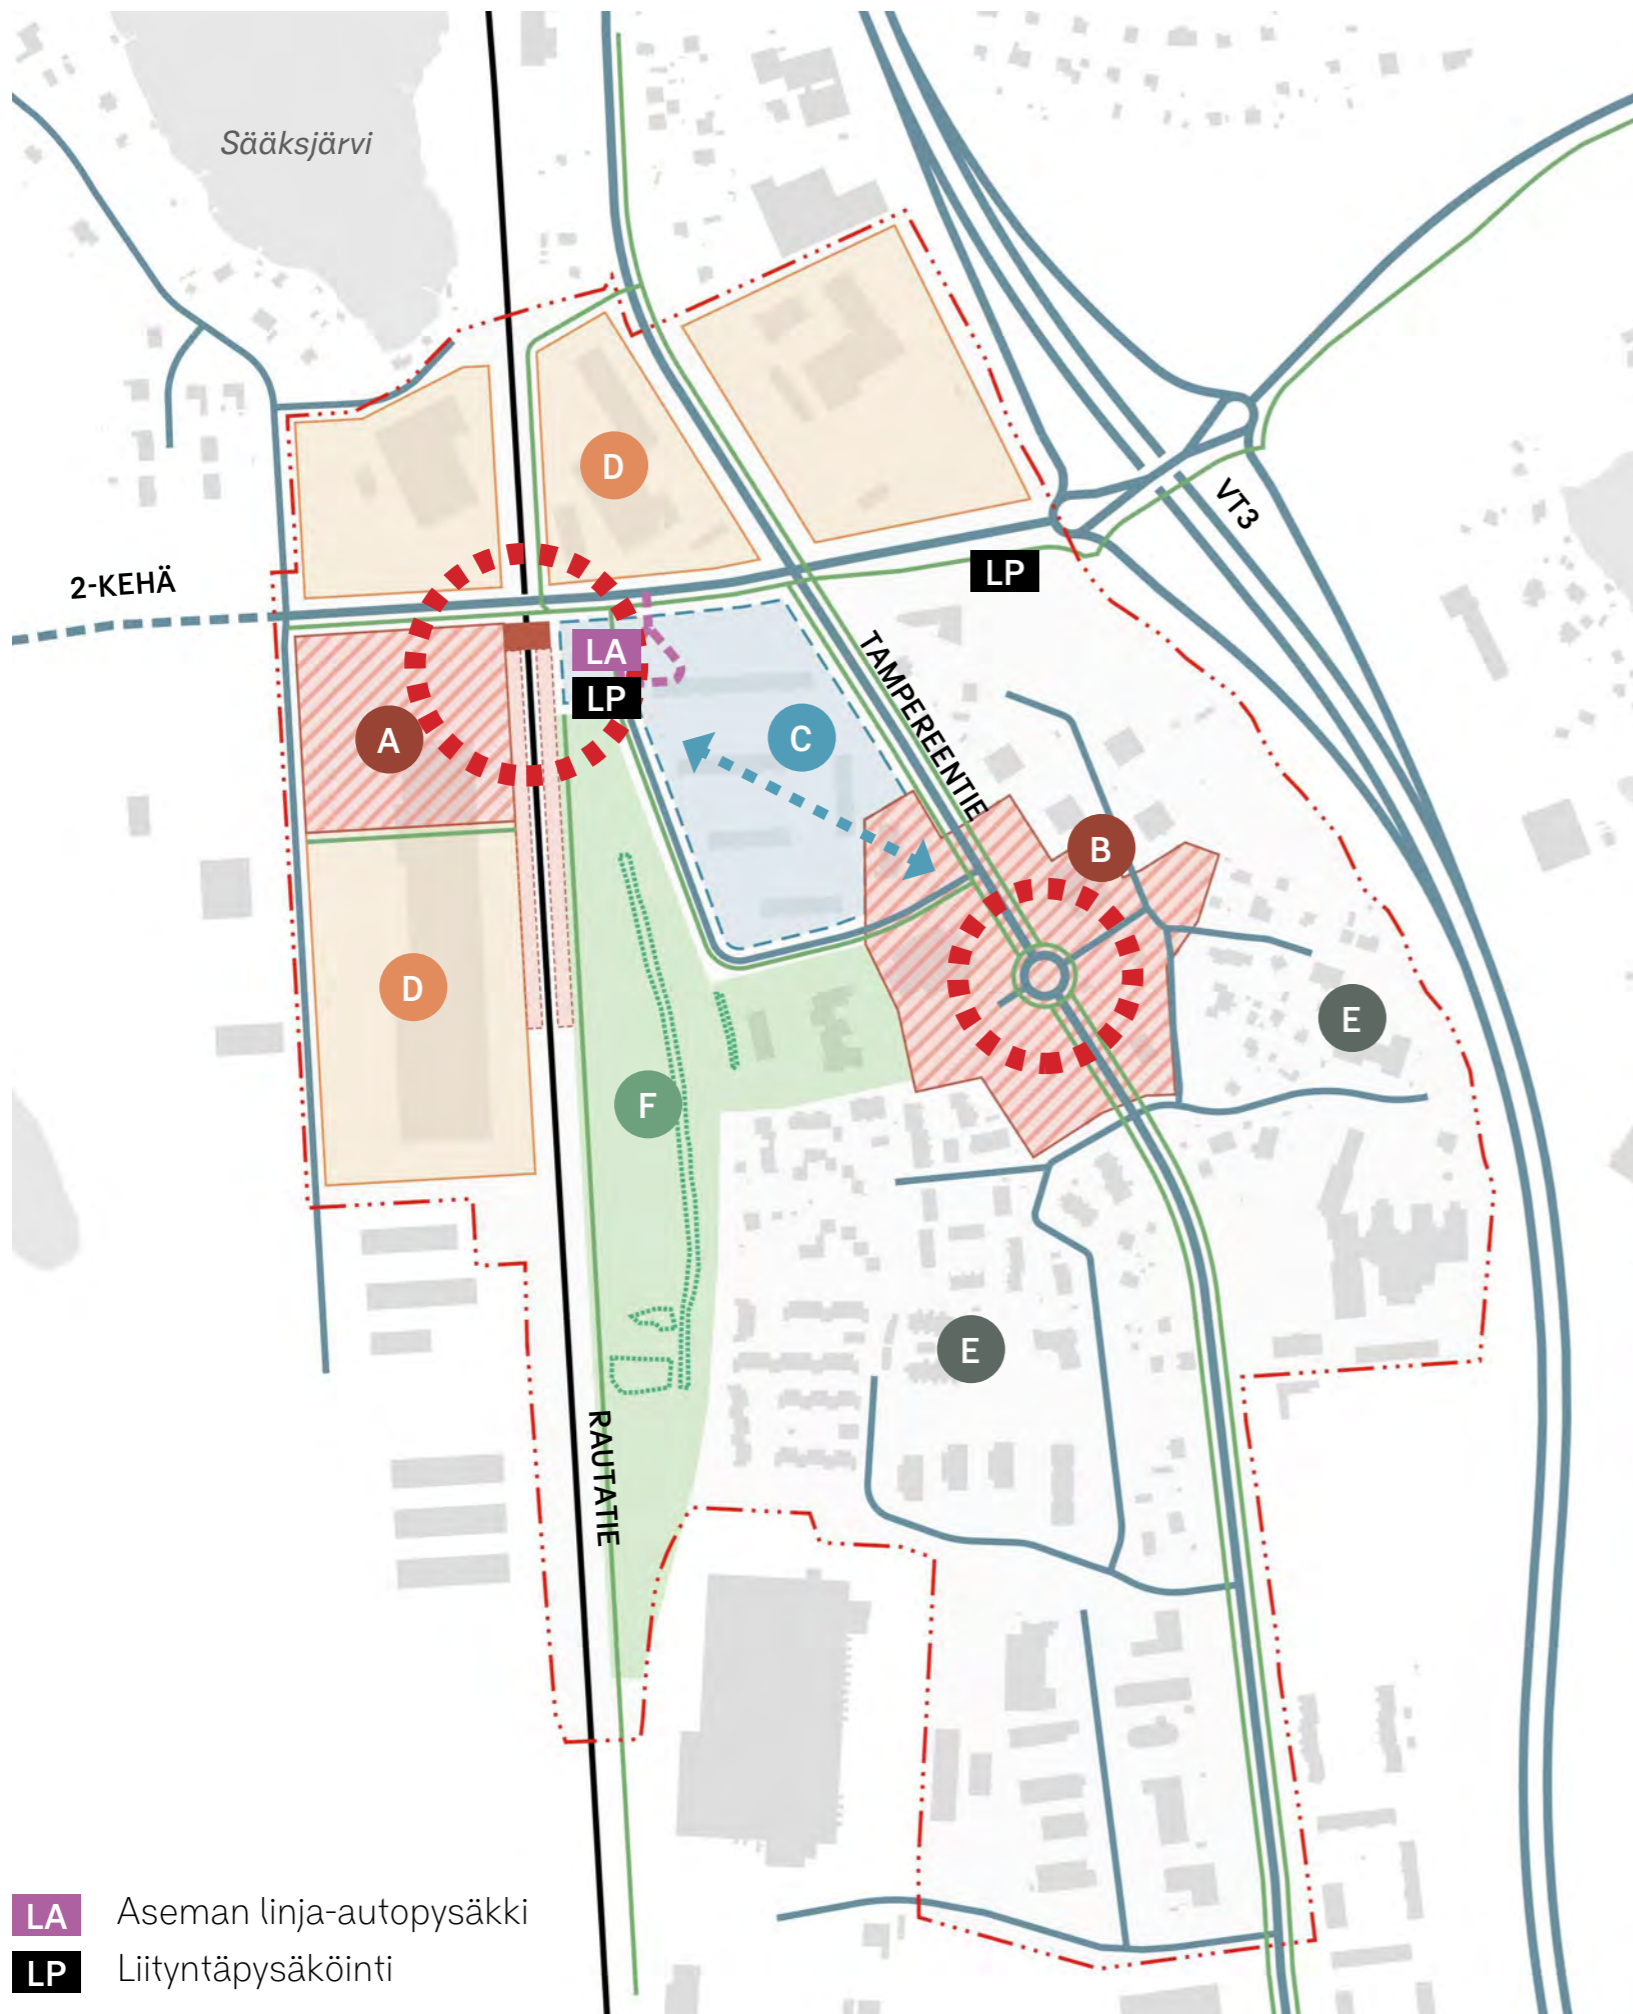 Sääksjärvi
D
VT3
2-KEHÄ
LP
LA
LP
A
C
TAMPEREENTIE
B
D
E
F
E
RAUTATIE
LA Aseman linja-autopysäkki
LP Liityntäpysäköinti